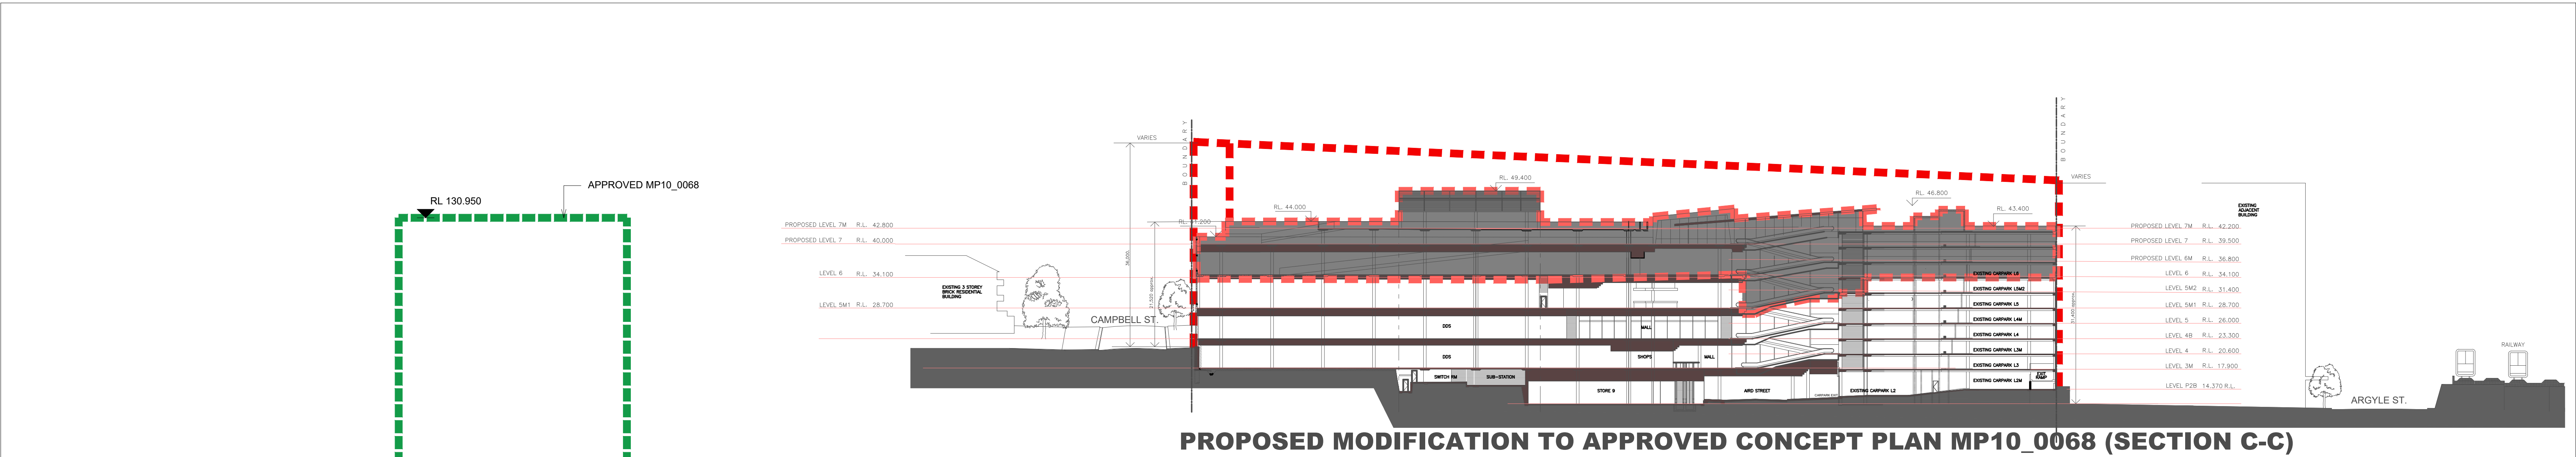 APPROVED MP10_0068
RL 130.950
VARIES
BOUNDARY
BOUNDARY
VARIES
RL. 49,400
RL. 46,800
RL. 44,000
RL. 43,400
EXISTING
ADJACENT
BUILDING
PROPOSED LEVEL 7M R.L. 42,800
PROPOSED LEVEL 7 R.L. 40,000
LEVEL 6 R.L. 34,100
LEVEL 5M1 R.L. 28,700
EXISTING 3 STOREY
BRICK RESIDENTIAL
BUILDING
CAMPBELL ST.
PROPOSED LEVEL 7M R.L. 42,200
PROPOSED LEVEL 7 R.L. 39,500
PROPOSED LEVEL 6M R.L. 36,800
LEVEL 6 R.L. 34,100
LEVEL 5M2 R.L. 31,400
LEVEL 5M1 R.L. 28,700
LEVEL 5 R.L. 26,000
LEVEL 4B R.L. 23,300
LEVEL 4 R.L. 20,600
LEVEL 3M R.L. 17,900
LEVEL P2B 14,370 R.L.
EXISTING CARPARK L6
EXISTING CARPARK L5M2
EXISTING CARPARK L5
EXISTING CARPARK L4M
EXISTING CARPARK L4
EXISTING CARPARK L3M
EXISTING CARPARK L3
EXISTING CARPARK L2M
EXIT
RAMP
DDS
MALL
DDS
SHOPS
MALL
SWITCH RM
SUB-STATION
STORE 9
AIRD STREET
CARPARK EXIT
EXISTING CARPARK L2
RAILWAY
ARGYLE ST.
PROPOSED MODIFICATION TO APPROVED CONCEPT PLAN MP10_0068 (SECTION C-C)